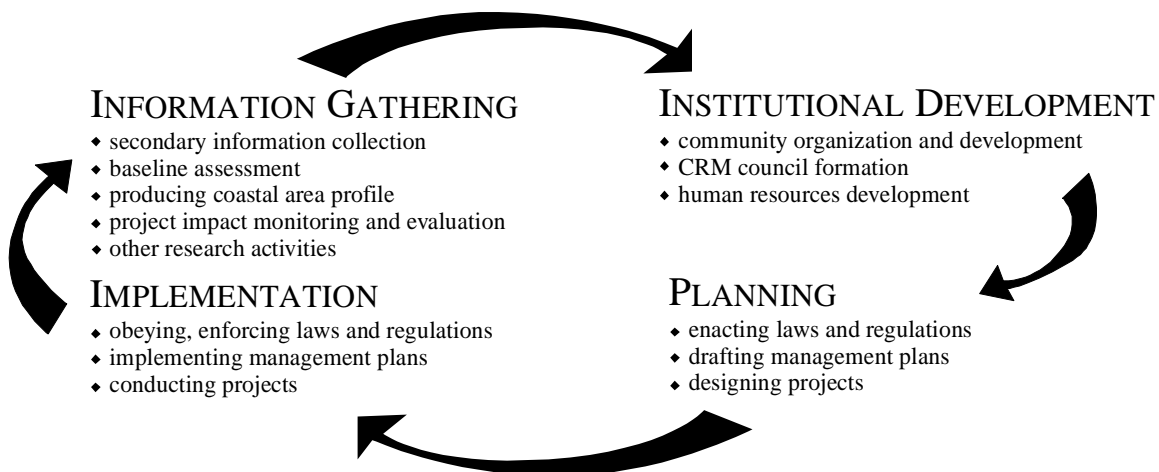 INFORMATION GATHERING
◆ secondary information collection
◆ baseline assessment
◆ producing coastal area profile
◆ project impact monitoring and evaluation
◆ other research activities
INSTITUTIONAL DEVELOPMENT
◆ community organization and development
◆ CRM council formation
◆ human resources development
IMPLEMENTATION
◆ obeying, enforcing laws and regulations
◆ implementing management plans
◆ conducting projects
PLANNING
◆ enacting laws and regulations
◆ drafting management plans
◆ designing projects